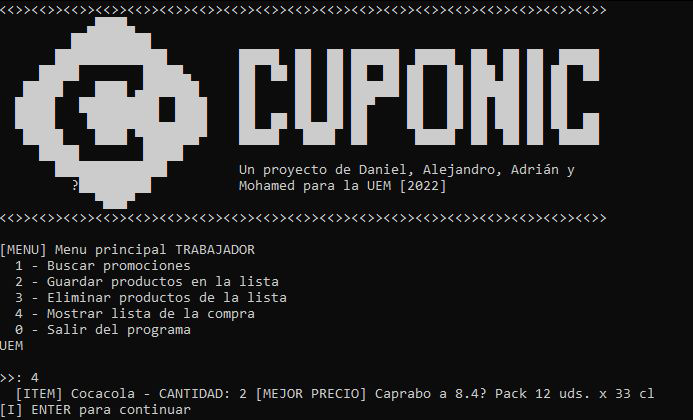 <<>><<>><<>><<>><<>><<>><<>><<>><<>><<>><<>><<>><<>><<>><<>><<>><<>><<>><<>>
CUPONIC
Un proyecto de Daniel, Alejandro, Adrián y
?
Mohamed para la UEM [2022]
<<>><<>><<>><<>><<>><<>><<>><<>><<>><<>><<>><<>><<>><<>><<>><<>><<>><<>><<>>
[MENU] Menu principal TRABAJADOR
1 - Buscar promociones
2 - Guardar productos en la lista
3 - Eliminar productos de la lista
4 - Mostrar lista de la compra
0 - Salir del programa
UEM
>>: 4
[ITEM] Cocacola - CANTIDAD: 2 [MEJOR PRECIO] Caprabo a 8.4? Pack 12 uds. x 33 cl
[I] ENTER para continuar